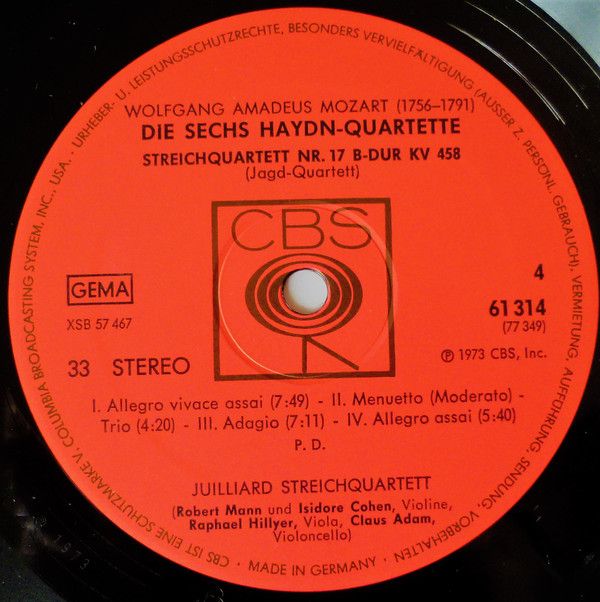 URHEBER- U. LEISTUNGSSCHUTZRECHTE, BESONDERS VERVIELFÄLTIGUNG (AUSSER Z. PERSÖNL. GEBRAUCH), VERMIETUNG, AUFFÜHRUNG, SENDUNG, VORBEHALTEN
WOLFGANG AMADEUS MOZART (1756–1791)
DIE SECHS HAYDN-QUARTETTE
STREICHQUARTETT NR. 17 B-DUR KV 458
(Jagd-Quartett)
CBS
GEMA
XSB 57 467
33 STEREO
4
61 314
(77 349)
℗ 1973 CBS, Inc.
I. Allegro vivace assai (7:49) - II. Menuetto (Moderato) -
Trio (4:20) - III. Adagio (7:11) - IV. Allegro assai (5:40)
P. D.
JUILLIARD STREICHQUARTETT
(Robert Mann und Isidore Cohen, Violine,
Raphael Hillyer, Viola, Claus Adam,
Violoncello)
CBS IST EINE SCHUTZMARKE V. COLUMBIA BROADCASTING SYSTEM, INC., USA. · MADE IN GERMANY ·
1973